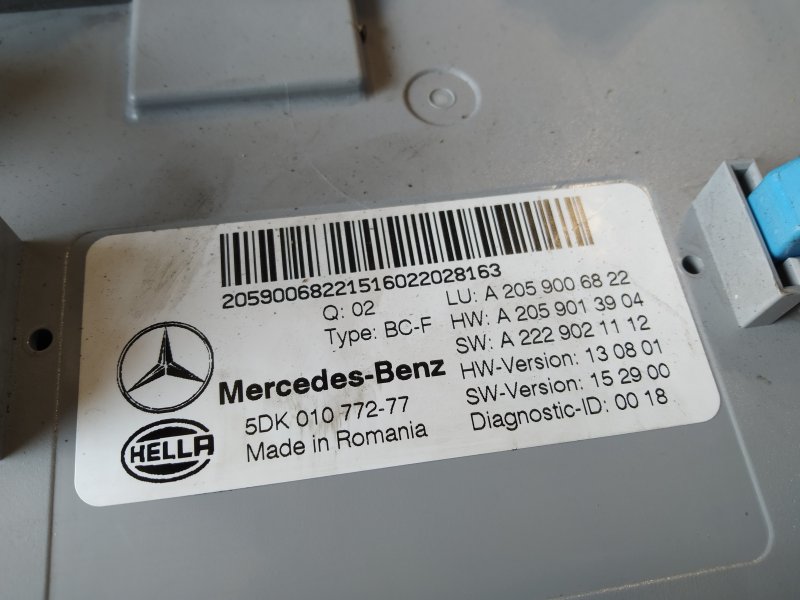 20590068221516022028163
Q: 02
Type: BC-F
LU: A 205 900 68 22
HW: A 205 901 39 04
SW: A 222 902 11 12
HW-Version: 13 08 01
SW-Version: 15 29 00
Diagnostic-ID: 00 18
Mercedes-Benz
5DK 010 772-77
Made in Romania
HELLA